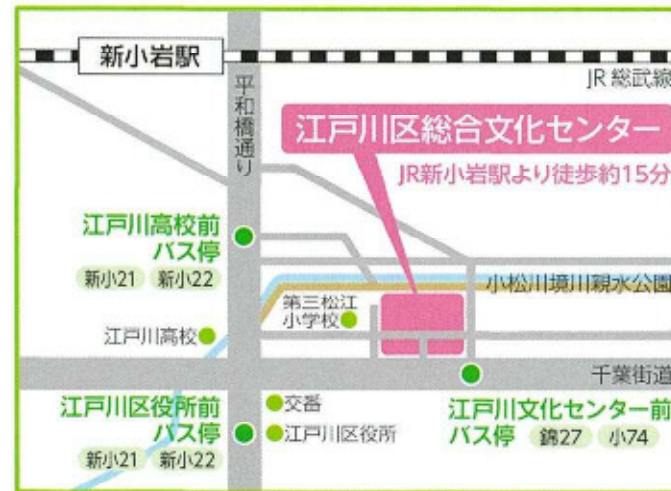 新小岩駅
JR 総武線
平和橋通り
江戸川区総合文化センター
JR新小岩駅より徒歩約15分
江戸川高校前
バス停
新小21 新小22
小松川境川親水公園
第三松江
小学校
江戸川高校
千葉街道
江戸川区役所前
バス停
新小21 新小22
交番
江戸川区役所
江戸川文化センター前
バス停 錦27 小74